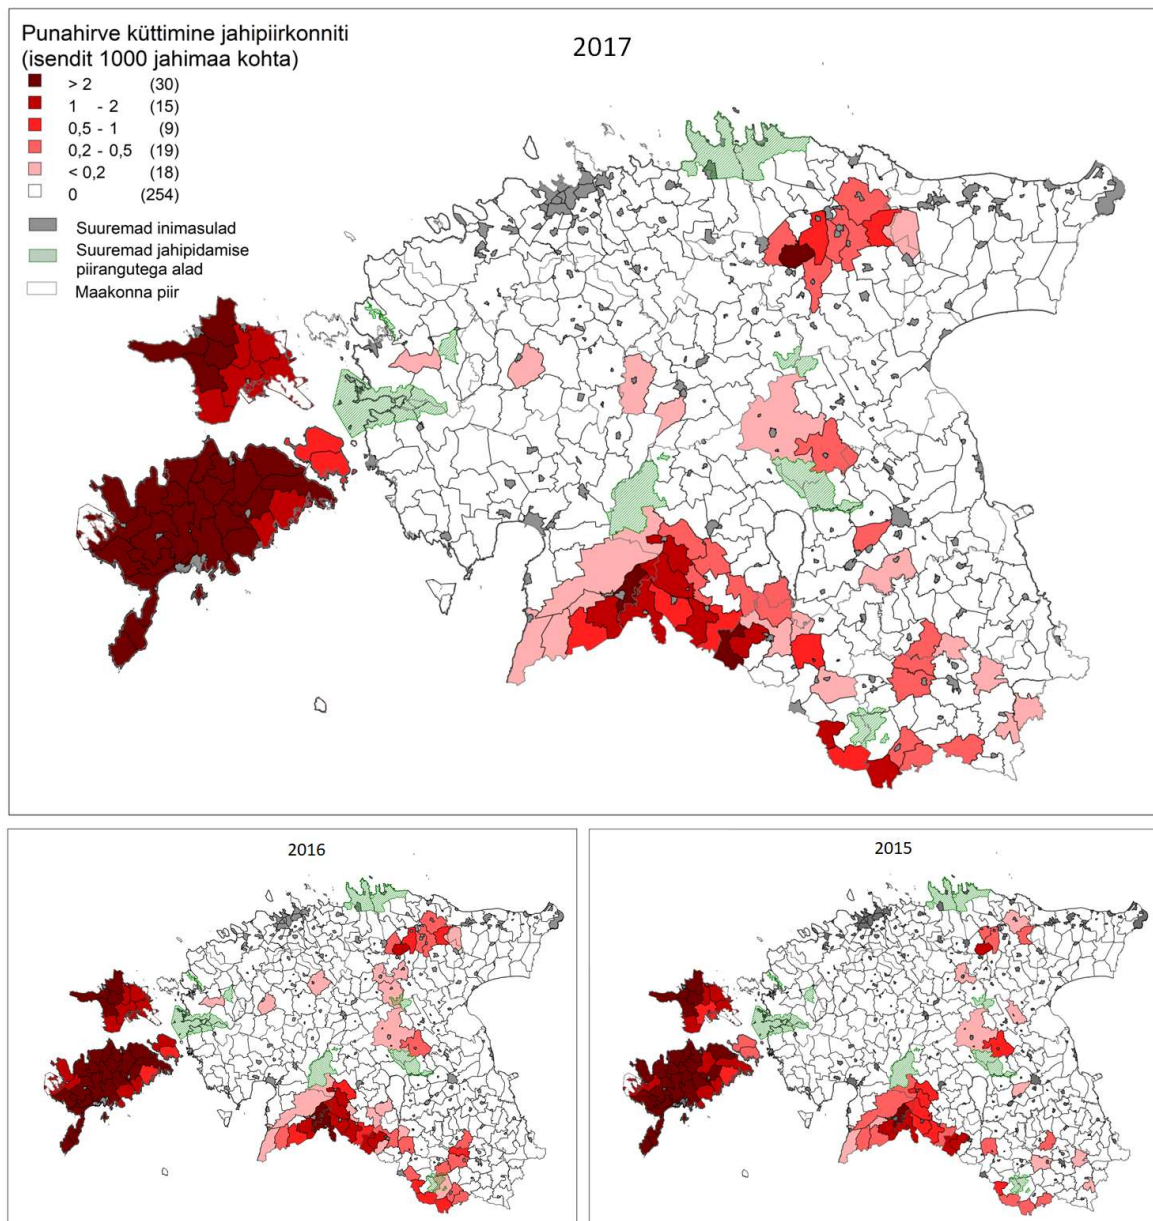 Punahirve küttimine jahipiirkonniti
(isendit 1000 jahimaa kohta)
2017
> 2 (30)
1 - 2 (15)
0,5 - 1 (9)
0,2 - 0,5 (19)
< 0,2 (18)
0 (254)
Suuremad inimasulad
Suuremad jahipidamise
piirangutega alad
Maakonna piir
2016
2015